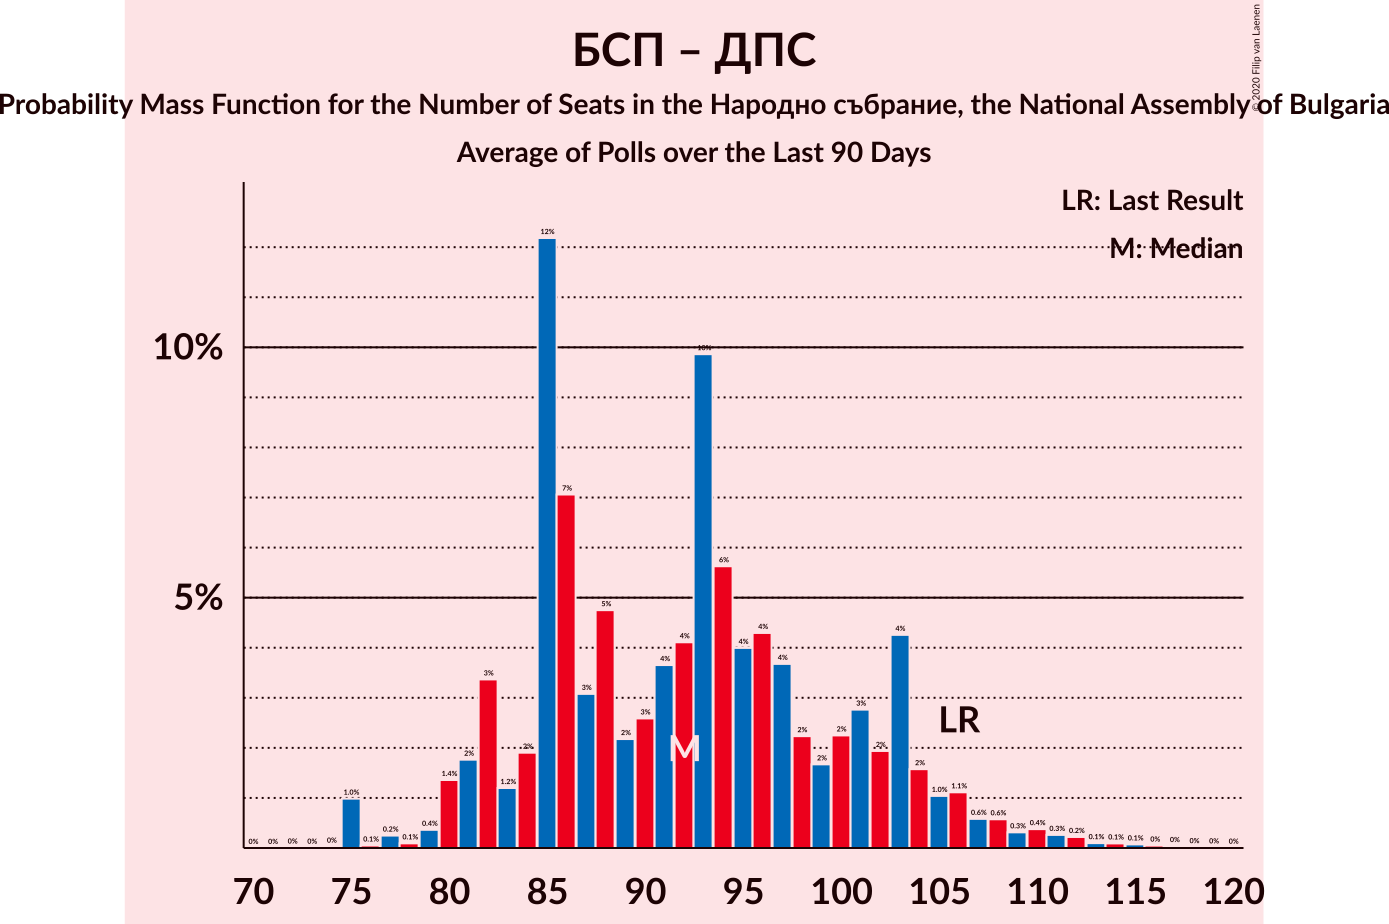 БСП – ДПС
© 2020 Filip van Laenen
Probability Mass Function for the Number of Seats in the Народно събрание, the National Assembly of Bulgaria
Average of Polls over the Last 90 Days
LR: Last Result
M: Median
10%
5%
0% 0% 0% 0% 0% 1.0% 0.1% 0.2% 0.1% 0.4% 1.4% 2% 3% 1.2% 2% 12% 7% 3% 5% 2% 3% 4% 4% 10% 6% 4% 4% 4% 2% 2% 2% 3% 2% 4% 2% 1.0% 1.1% 0.6% 0.6% 0.3% 0.4% 0.3% 0.2% 0.1% 0.1% 0.1% 0% 0% 0% 0% 0%
LR
M
70 75 80 85 90 95 100 105 110 115 120